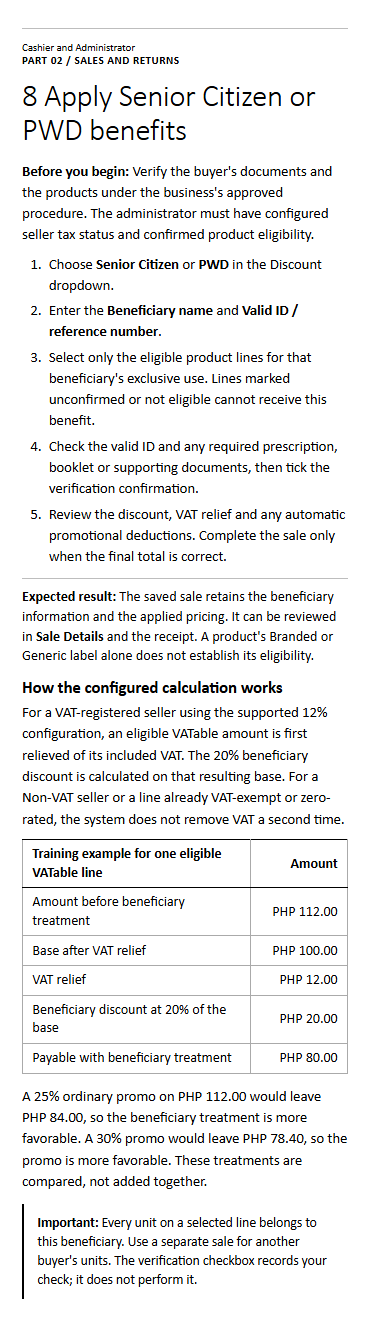 Cashier and Administrator
PART 02 / SALES AND RETURNS
8 Apply Senior Citizen or
PWD benefits
Before you begin: Verify the buyer's documents and
the products under the business's approved
procedure. The administrator must have configured
seller tax status and confirmed product eligibility.
1. Choose Senior Citizen or PWD in the Discount
dropdown.
2. Enter the Beneficiary name and Valid ID /
reference number.
3. Select only the eligible product lines for that
beneficiary's exclusive use. Lines marked
unconfirmed or not eligible cannot receive this
benefit.
4. Check the valid ID and any required prescription,
booklet or supporting documents, then tick the
verification confirmation.
5. Review the discount, VAT relief and any automatic
promotional deductions. Complete the sale only
when the final total is correct.
Expected result: The saved sale retains the beneficiary
information and the applied pricing. It can be reviewed
in Sale Details and the receipt. A product's Branded or
Generic label alone does not establish its eligibility.
How the configured calculation works
For a VAT-registered seller using the supported 12%
configuration, an eligible VATable amount is first
relieved of its included VAT. The 20% beneficiary
discount is calculated on that resulting base. For a
Non-VAT seller or a line already VAT-exempt or zero-
rated, the system does not remove VAT a second time.
Training example for one eligible
VATable line
Amount
Amount before beneficiary
treatment
PHP 112.00
Base after VAT relief PHP 100.00
VAT relief PHP 12.00
Beneficiary discount at 20% of the
base
PHP 20.00
Payable with beneficiary treatment PHP 80.00
A 25% ordinary promo on PHP 112.00 would leave
PHP 84.00, so the beneficiary treatment is more
favorable. A 30% promo would leave PHP 78.40, so the
promo is more favorable. These treatments are
compared, not added together.
Important: Every unit on a selected line belongs to
this beneficiary. Use a separate sale for another
buyer's units. The verification checkbox records your
check; it does not perform it.